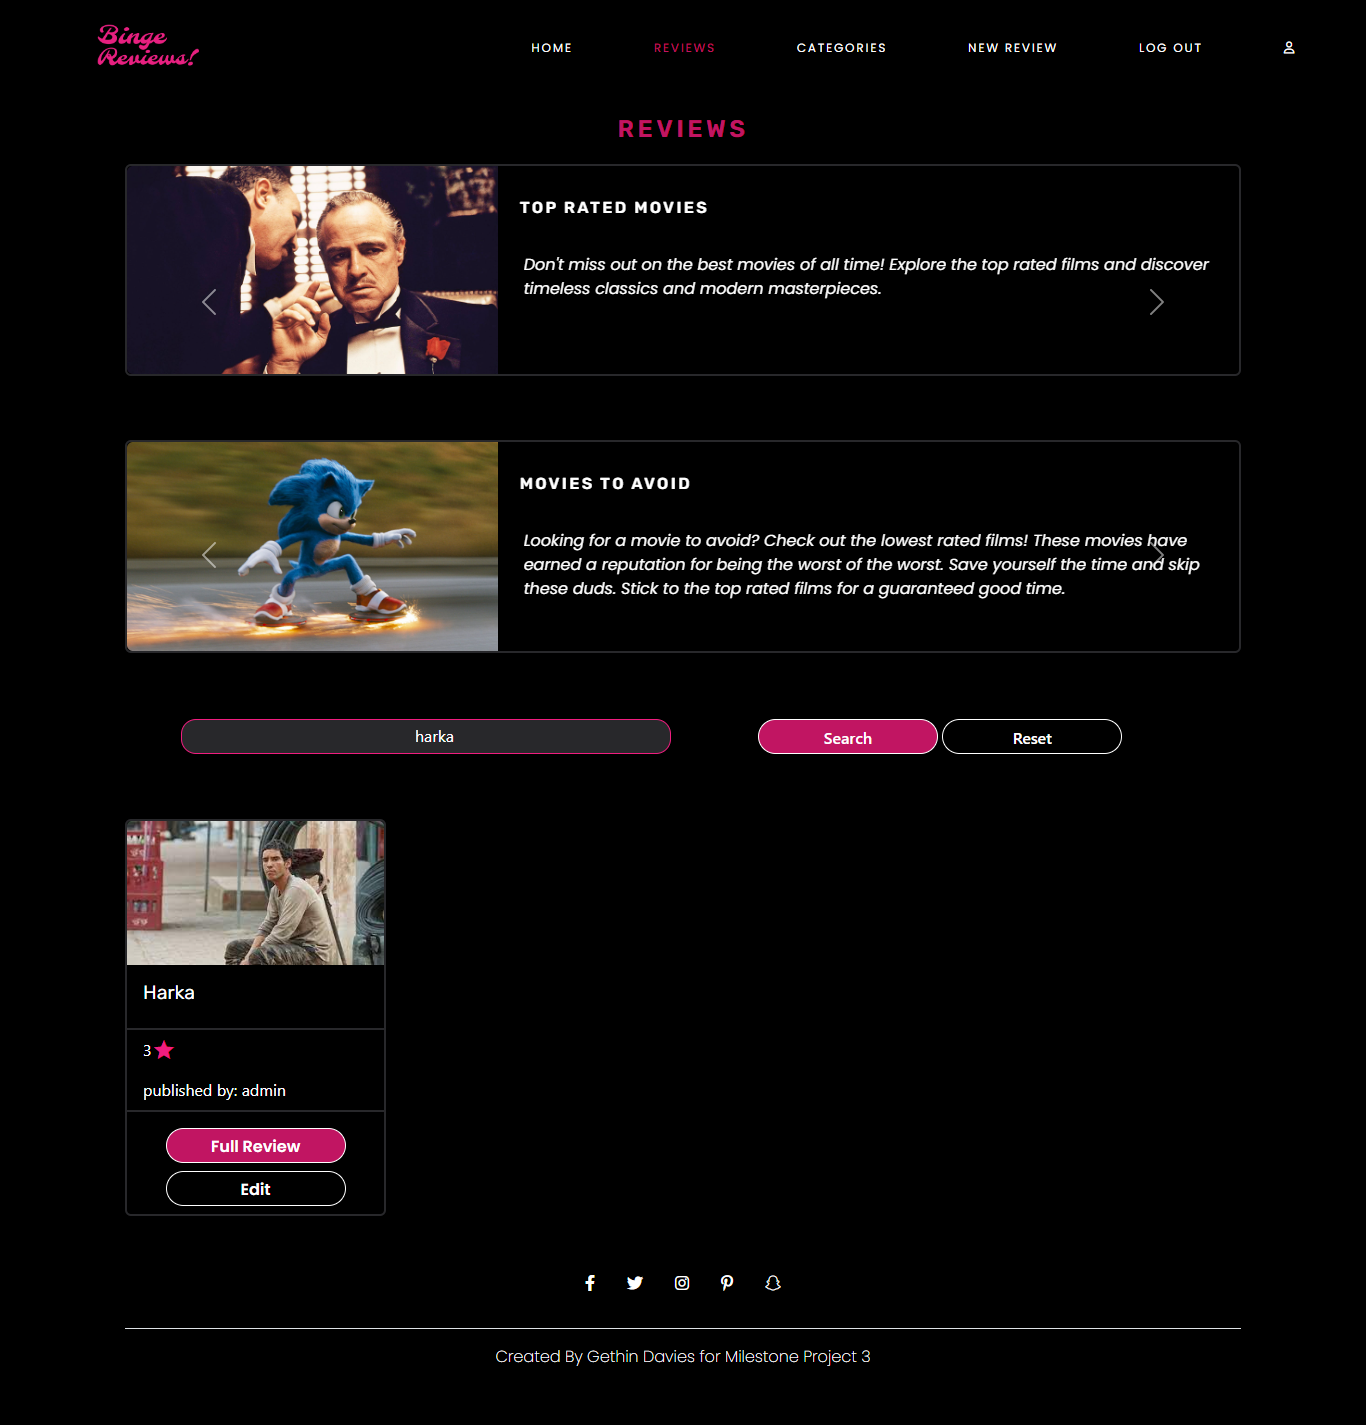 Binge
Reviews!
HOME
REVIEWS
CATEGORIES
NEW REVIEW
LOG OUT
REVIEWS
TOP RATED MOVIES
Don't miss out on the best movies of all time! Explore the top rated films and discover
timeless classics and modern masterpieces.
MOVIES TO AVOID
Looking for a movie to avoid? Check out the lowest rated films! These movies have
earned a reputation for being the worst of the worst. Save yourself the time and skip
these duds. Stick to the top rated films for a guaranteed good time.
harka
Search
Reset
Harka
3
published by: admin
Full Review
Edit
Created By Gethin Davies for Milestone Project 3